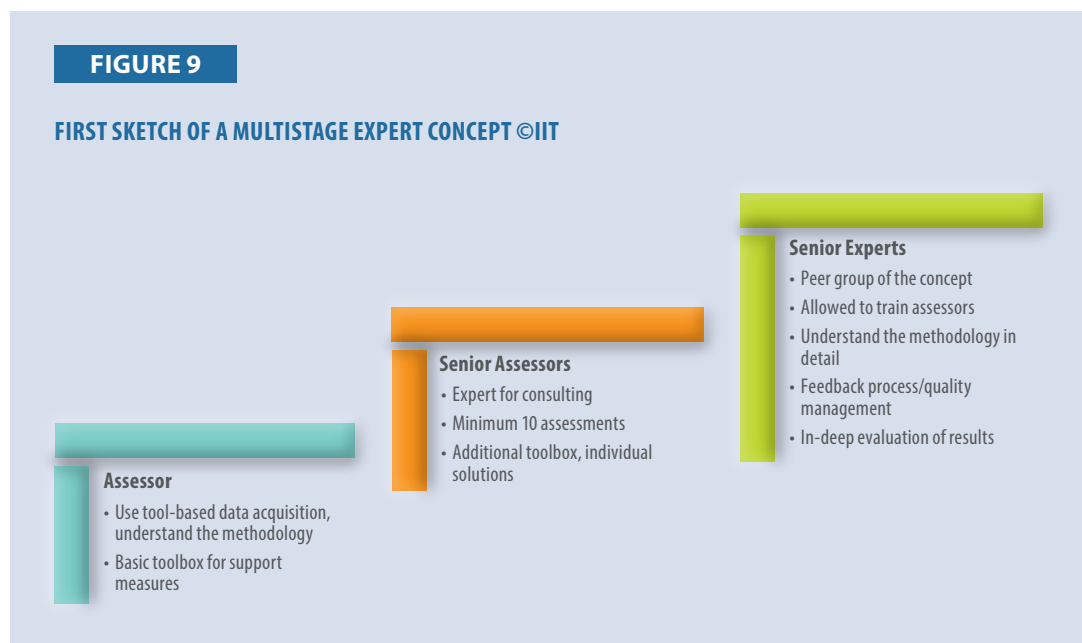 FIGURE 9
FIRST SKETCH OF A MULTISTAGE EXPERT CONCEPT ©IIT
Assessor
• Use tool-based data acquisition,
understand the methodology
• Basic toolbox for support
measures
Senior Assessors
• Expert for consulting
• Minimum 10 assessments
• Additional toolbox, individual
solutions
Senior Experts
• Peer group of the concept
• Allowed to train assessors
• Understand the methodology in
detail
• Feedback process/quality
management
• In-deep evaluation of results